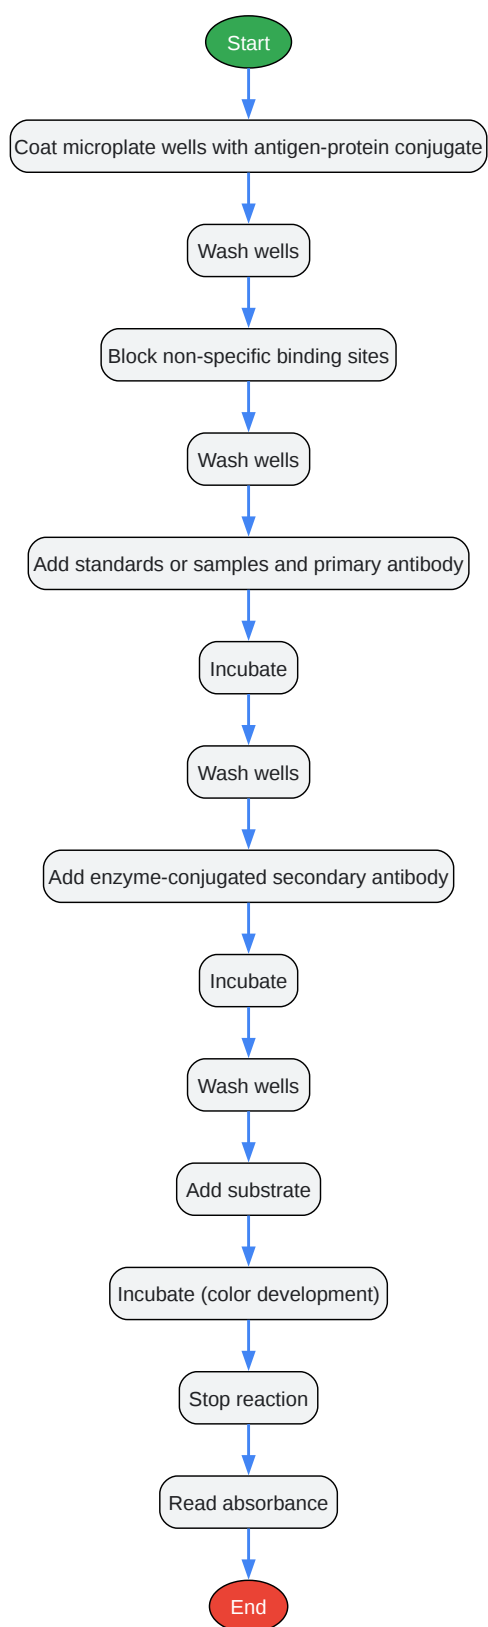 Start
Coat microplate wells with antigen-protein conjugate
Wash wells
Block non-specific binding sites
Wash wells
Add standards or samples and primary antibody
Incubate
Wash wells
Add enzyme-conjugated secondary antibody
Incubate
Wash wells
Add substrate
Incubate (color development)
Stop reaction
Read absorbance
End